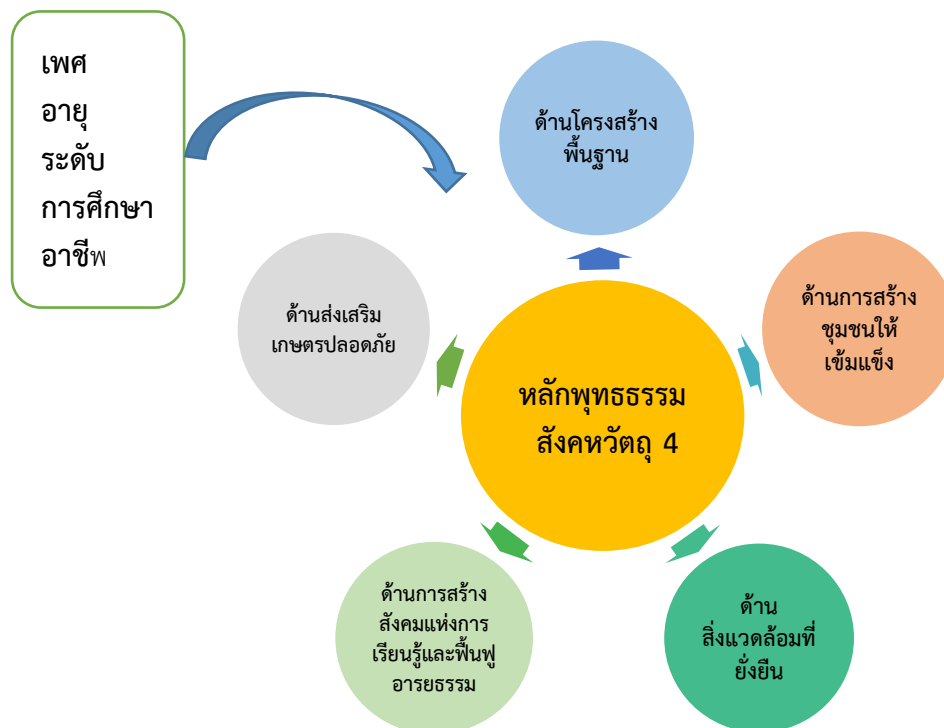 เพศ
อายุ
ระดับ
การศึกษา
อาชีพ
ด้านโครงสร้าง
พื้นฐาน
ด้านการสร้าง
ชุมชนให้
เข้มแข็ง
ด้านส่งเสริม
เกษตรปลอดภัย
หลักพุทธธรรม
สังคหวัตถุ 4
ด้านการสร้าง
สังคมแห่งการ
เรียนรู้และฟื้นฟู
อารยธรรม
ด้าน
สิ่งแวดล้อมที่
ยั่งยืน